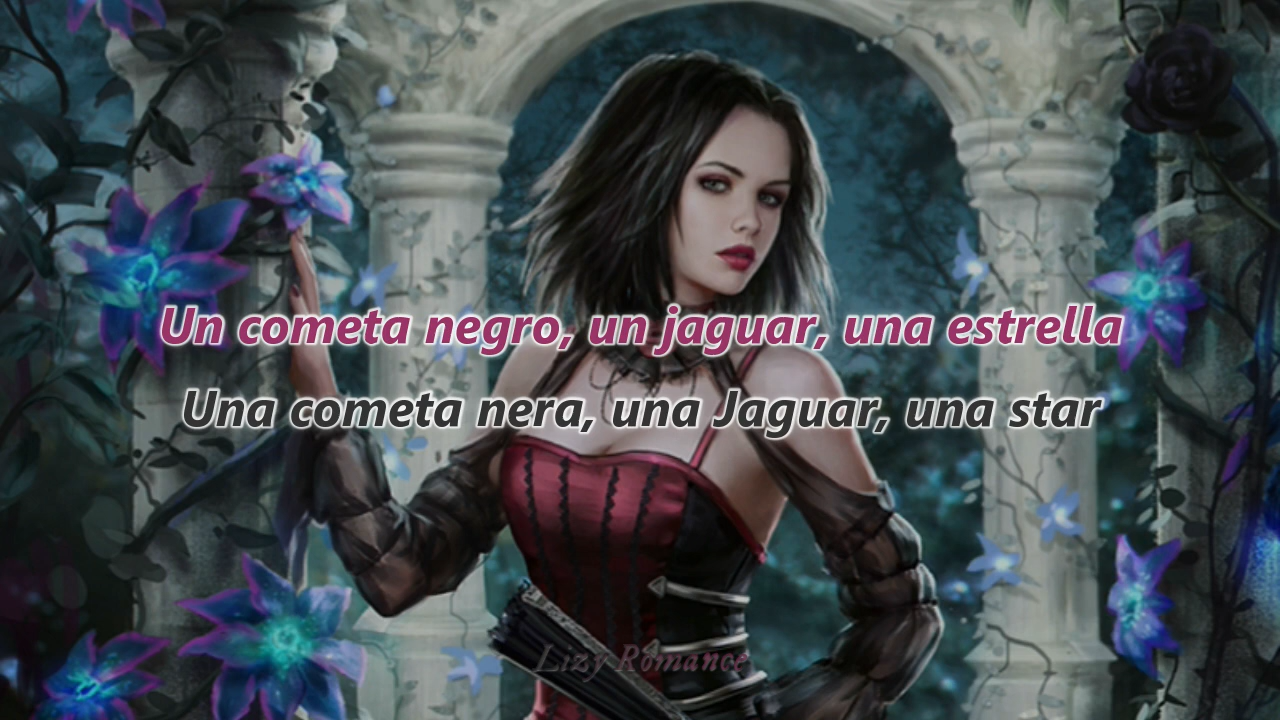 Un cometa negro, un jaguar, una estrella
Una cometa nera, una Jaguar, una star
Lizy Romance